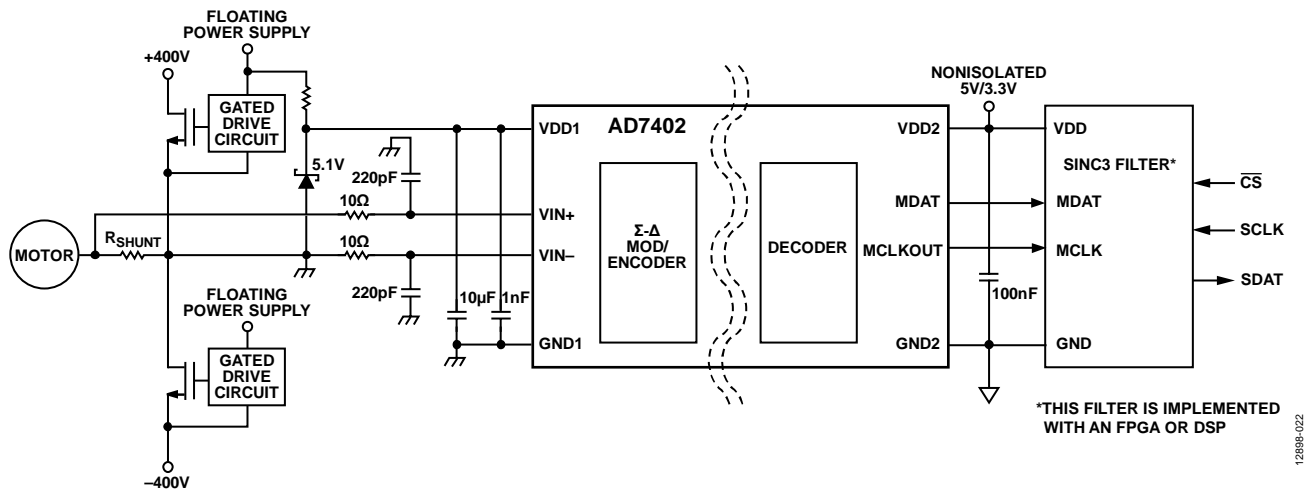 FLOATING
POWER SUPPLY
+400V
GATED
DRIVE
CIRCUIT
5.1V
220pF
10Ω
10Ω
220pF
MOTOR
RSHUNT
FLOATING
POWER SUPPLY
GATED
DRIVE
CIRCUIT
–400V
10µF
1nF
VDD1
VIN+
VIN–
GND1
AD7402
Σ-Δ
MOD/
ENCODER
DECODER
VDD2
MDAT
MCLKOUT
GND2
NONISOLATED
5V/3.3V
100nF
VDD
SINC3 FILTER*
MDAT
MCLK
GND
CS
SCLK
SDAT
*THIS FILTER IS IMPLEMENTED
WITH AN FPGA OR DSP
12898-022